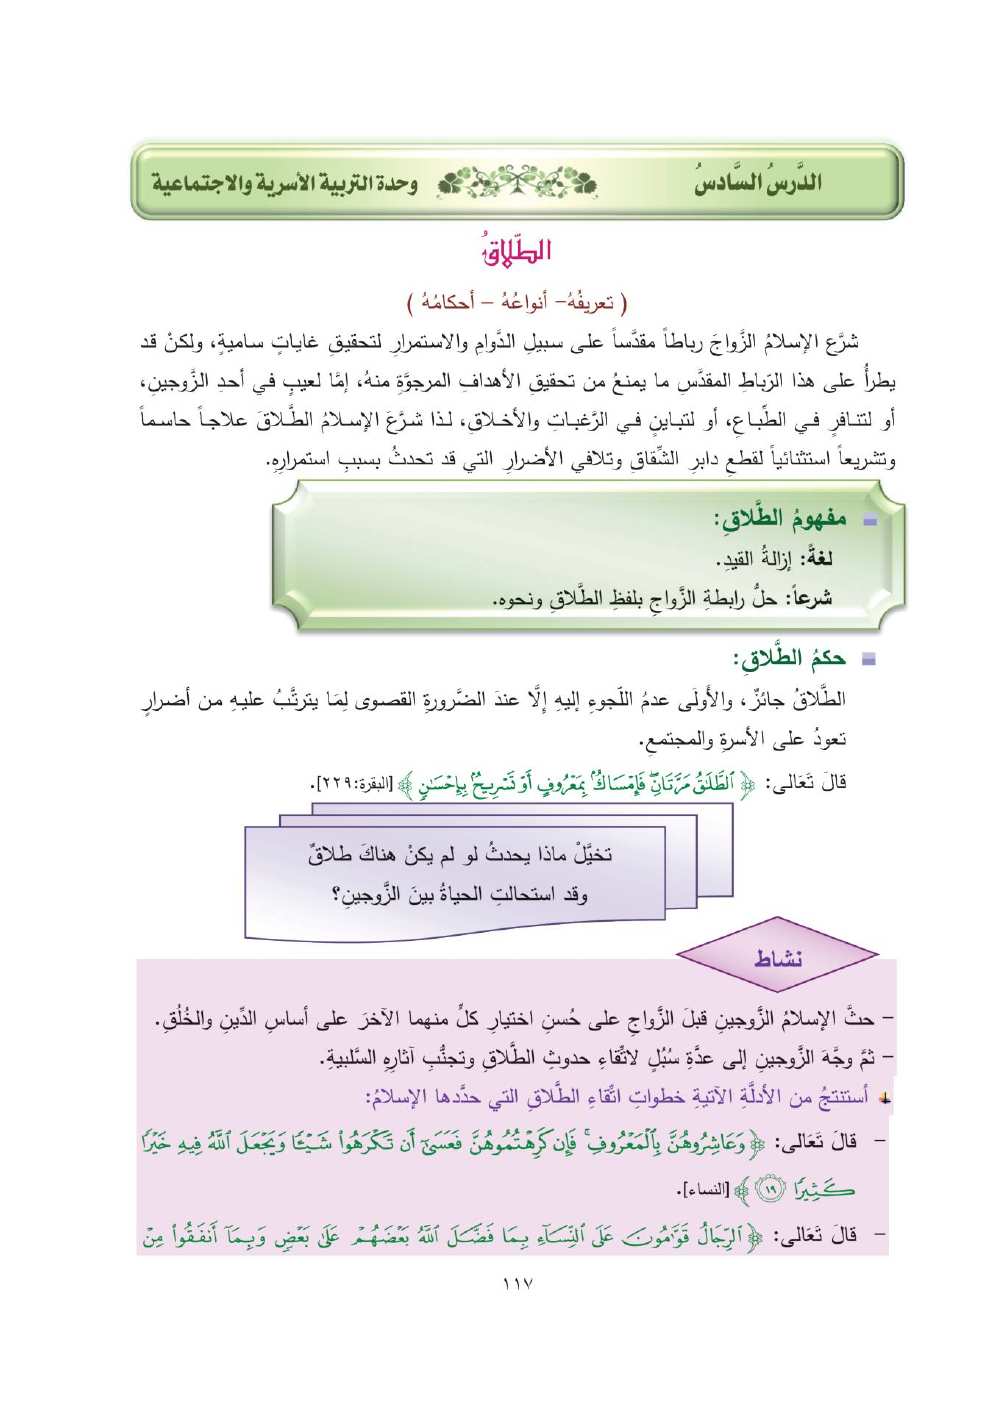 الدَّرسُ السَّادسُ
وحدة التربية الأسرية والاجتماعية
الطّلاقُ
( تعريفُهُ- أنواعُهُ – أحكامُهُ )
شرَّع الإسلامُ الزَّواجَ رباطاً مقدَّساً على سبيلِ الدَّوامِ والاستمرارِ لتحقيقِ غاياتٍ ساميةٍ، ولكنْ قد
يطرأُ على هذا الرّباطِ المقدَّسِ ما يمنعُ من تحقيقِ الأهدافِ المرجوَّةِ منهُ، إمَّا لعيبٍ في أحدِ الزَّوجينِ،
أو لتنافرٍ في الطِّباعِ، أو لتباينٍ في الرَّغباتِ والأخلاقِ، لذا شرَّعَ الإسلامُ الطَّلاقَ علاجاً حاسماً
وتشريعاً استثنائياً لقطعِ دابرِ الشِّقاقِ وتلافي الأضرارِ التي قد تحدثُ بسببِ استمرارِهِ.
مفهومُ الطَّلاقِ:
لغةً: إزالةُ القيدِ.
شرعاً: حلُّ رابطةِ الزَّواجِ بلفظِ الطَّلاقِ ونحوه.
حكمُ الطَّلاقِ:
الطَّلاقُ جائزٌ، والأَولَى عدمُ اللّجوءِ إليهِ إلَّا عندَ الضَّرورةِ القصوى لِمَا يترتَّبُ عليهِ من أضرارٍ
تعودُ على الأسرةِ والمجتمعِ.
قالَ تَعَالى: ﴿ ٱلطَّلَٰقُ مَرَّتَانِۖ فَإِمۡسَاكُۢ بِمَعۡرُوفٍ أَوۡ تَسۡرِيحُۢ بِإِحۡسَٰنٖ ﴾ [البقرة:٢٢٩].
تخيَّلْ ماذا يحدثُ لو لم يكنْ هناكَ طلاقٌ
وقد استحالتِ الحياةُ بينَ الزَّوجينِ؟
نشاط
– حثَّ الإسلامُ الزَّوجينِ قبلَ الزَّواجِ على حُسنِ اختيارِ كلٍّ منهما الآخرَ على أساسِ الدِّينِ والخُلُقِ.
– ثمَّ وجَّهَ الزَّوجينِ إلى عدَّةِ سُبُلٍ لاتِّقاءِ حدوثِ الطَّلاقِ وتجنُّبِ آثارِهِ السَّلبيةِ.
أستنتجُ من الأدلَّةِ الآتيةِ خطواتِ اتِّقاءِ الطَّلاقِ التي حدَّدها الإسلامُ:
– قالَ تَعَالى: ﴿ وَعَاشِرُوهُنَّ بِٱلۡمَعۡرُوفِۚ فَإِن كَرِهۡتُمُوهُنَّ فَعَسَىٰٓ أَن تَكۡرَهُواْ شَيۡـٔٗا وَيَجۡعَلَ ٱللَّهُ فِيهِ خَيۡرٗا
كَثِيرٗا ١٩ ﴾ [النساء].
– قالَ تَعَالى: ﴿ ٱلرِّجَالُ قَوَّٰمُونَ عَلَى ٱلنِّسَآءِ بِمَا فَضَّلَ ٱللَّهُ بَعۡضَهُمۡ عَلَىٰ بَعۡضٖ وَبِمَآ أَنفَقُواْ مِنۡ
١١٧